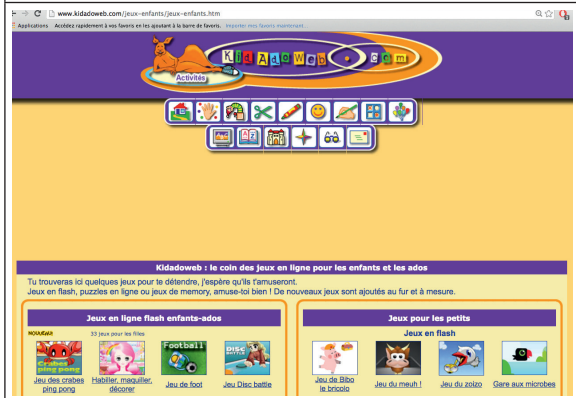 www.kidadoweb.com/jeux-enfants/jeux-enfants.htm
Applications Accédez rapidement à vos favoris en les ajoutant à la barre de favoris. Importer mes favoris maintenant...
KidAdoWeb.com
Activités
Kidadoweb : le coin des jeux en ligne pour les enfants et les ados
Tu trouveras ici quelques jeux pour te détendre, j'espère qu'ils t'amuseront.
Jeux en flash, puzzles en ligne ou jeux de memory, amuse-toi bien ! De nouveaux jeux sont ajoutés au fur et à mesure.
Jeux en ligne flash enfants-ados
NOUVEAU!
33 jeux pour les filles
Crabes
ping pong
Football
DISC
BATTLE
Jeu des crabes
ping pong
Habiller, maquiller,
décorer
Jeu de foot
Jeu Disc battle
Jeux pour les petits
Jeux en flash
Jeu de Bibo
le bricolo
Jeu du meuh !
Jeu du zoizo
Gare aux microbes